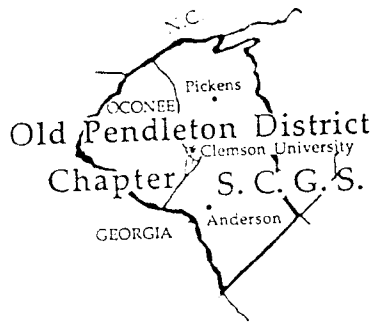 N.C.
Pickens
OCONEE
Old Pendleton District
Clemson University
Chapter S. C. G. S.
Anderson
GEORGIA